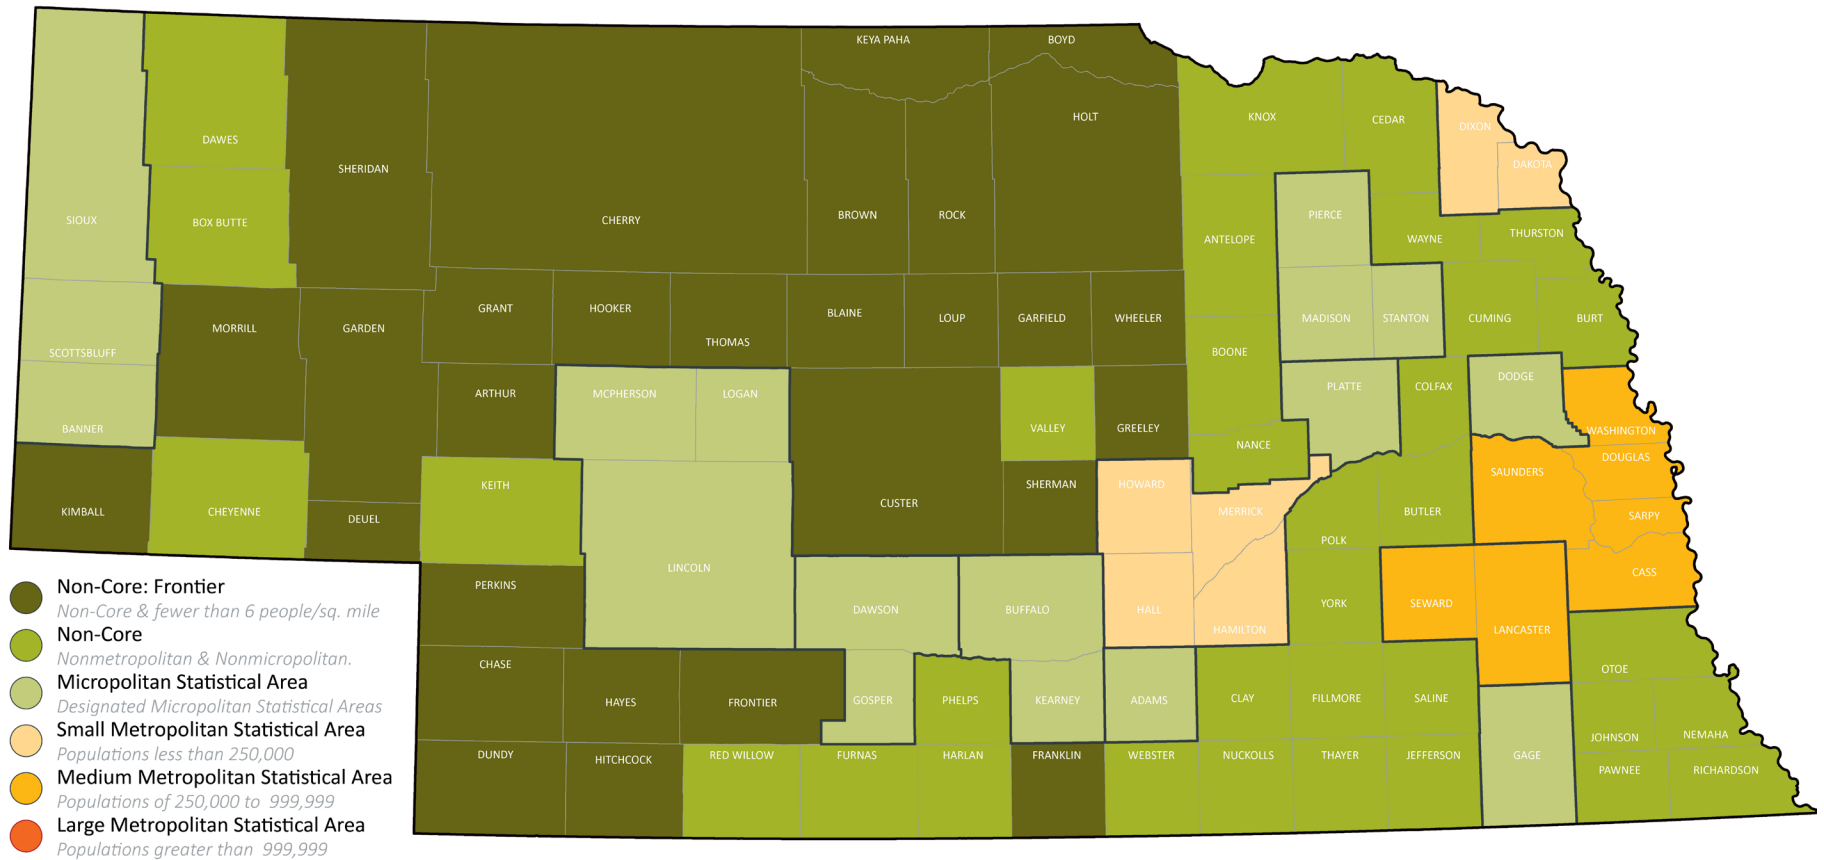 KEYA PAHA
BOYD
DAWES
SHERIDAN
HOLT
KNOX
CEDAR
DIXON
DAKOTA
SIOUX
BOX BUTTE
CHERRY
BROWN
ROCK
ANTELOPE
PIERCE
WAYNE
THURSTON
SCOTTSBLUFF
MORRILL
GARDEN
GRANT
HOOKER
THOMAS
BLAINE
LOUP
GARFIELD
WHEELER
BOONE
MADISON
STANTON
CUMING
BURT
BANNER
ARTHUR
MCPHERSON
LOGAN
VALLEY
GREELEY
NANCE
PLATTE
COLFAX
DODGE
WASHINGTON
KIMBALL
CHEYENNE
DEUEL
KEITH
CUSTER
SHERMAN
HOWARD
MERRICK
POLK
BUTLER
SAUNDERS
DOUGLAS
SARPY
CASS
PERKINS
LINCOLN
DAWSON
BUFFALO
HALL
HAMILTON
YORK
SEWARD
LANCASTER
OTOE
CHASE
HAYES
FRONTIER
GOSPER
PHELPS
KEARNEY
ADAMS
CLAY
FILLMORE
SALINE
JOHNSON
NEMAHA
DUNDY
HITCHCOCK
RED WILLOW
FURNAS
HARLAN
FRANKLIN
WEBSTER
NUCKOLLS
THAYER
JEFFERSON
GAGE
PAWNEE
RICHARDSON
Non-Core: Frontier
Non-Core & fewer than 6 people/sq. mile
Non-Core
Nonmetropolitan & Nonmicropolitan.
Micropolitan Statistical Area
Designated Micropolitan Statistical Areas
Small Metropolitan Statistical Area
Populations less than 250,000
Medium Metropolitan Statistical Area
Populations of 250,000 to 999,999
Large Metropolitan Statistical Area
Populations greater than 999,999